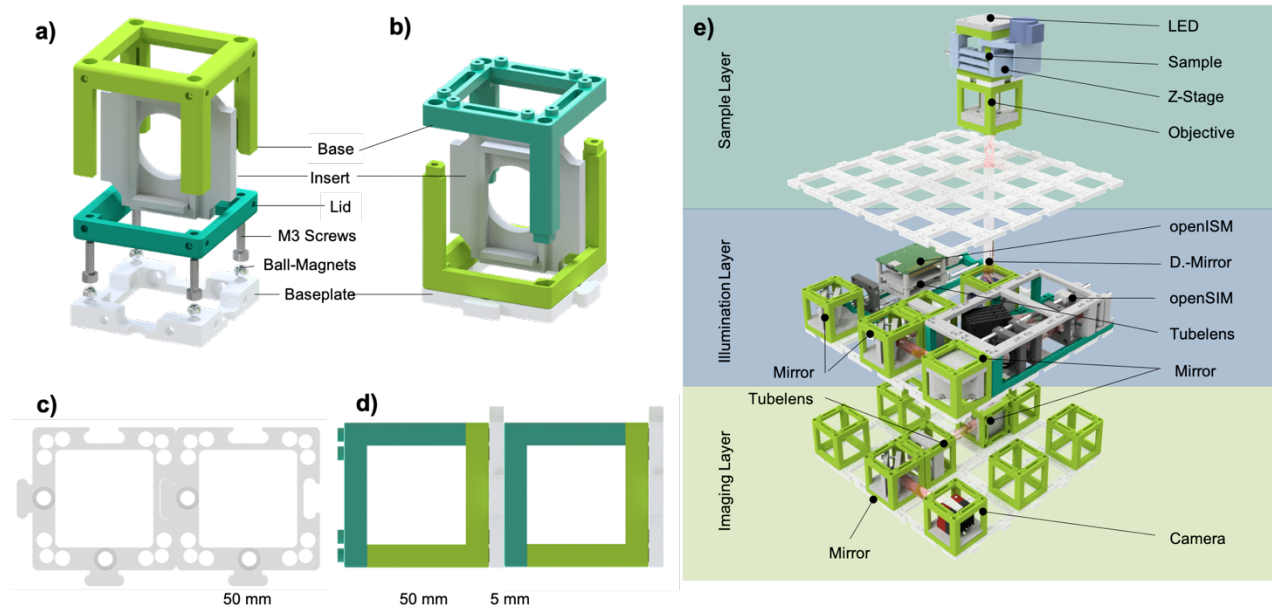 a)
Base
Insert
Lid
M3 Screws
Ball-Magnets
Baseplate
b)
c)
50 mm
d)
50 mm
5 mm
e)
Sample Layer
LED
Sample
Z-Stage
Objective
Illumination Layer
openISM
D.-Mirror
openSIM
Tubelens
Mirror
Mirror
Imaging Layer
Tubelens
Mirror
Camera